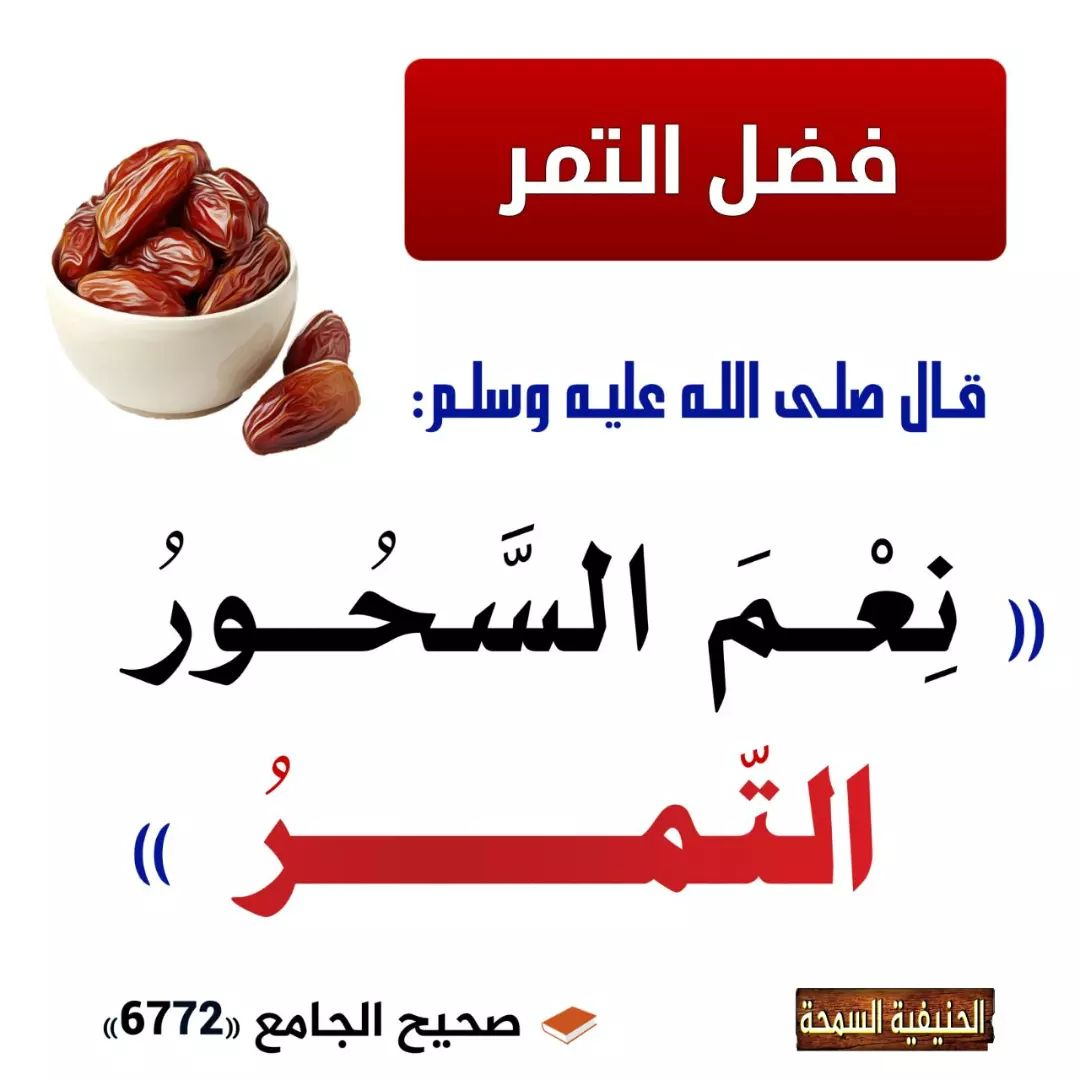 فضل التمر
قال صلى الله عليه وسلم:
(( نِعْمَ السَّحُورُ
التّمرُ ))
صحيح الجامع ((6772))
الحنيفية السمحة